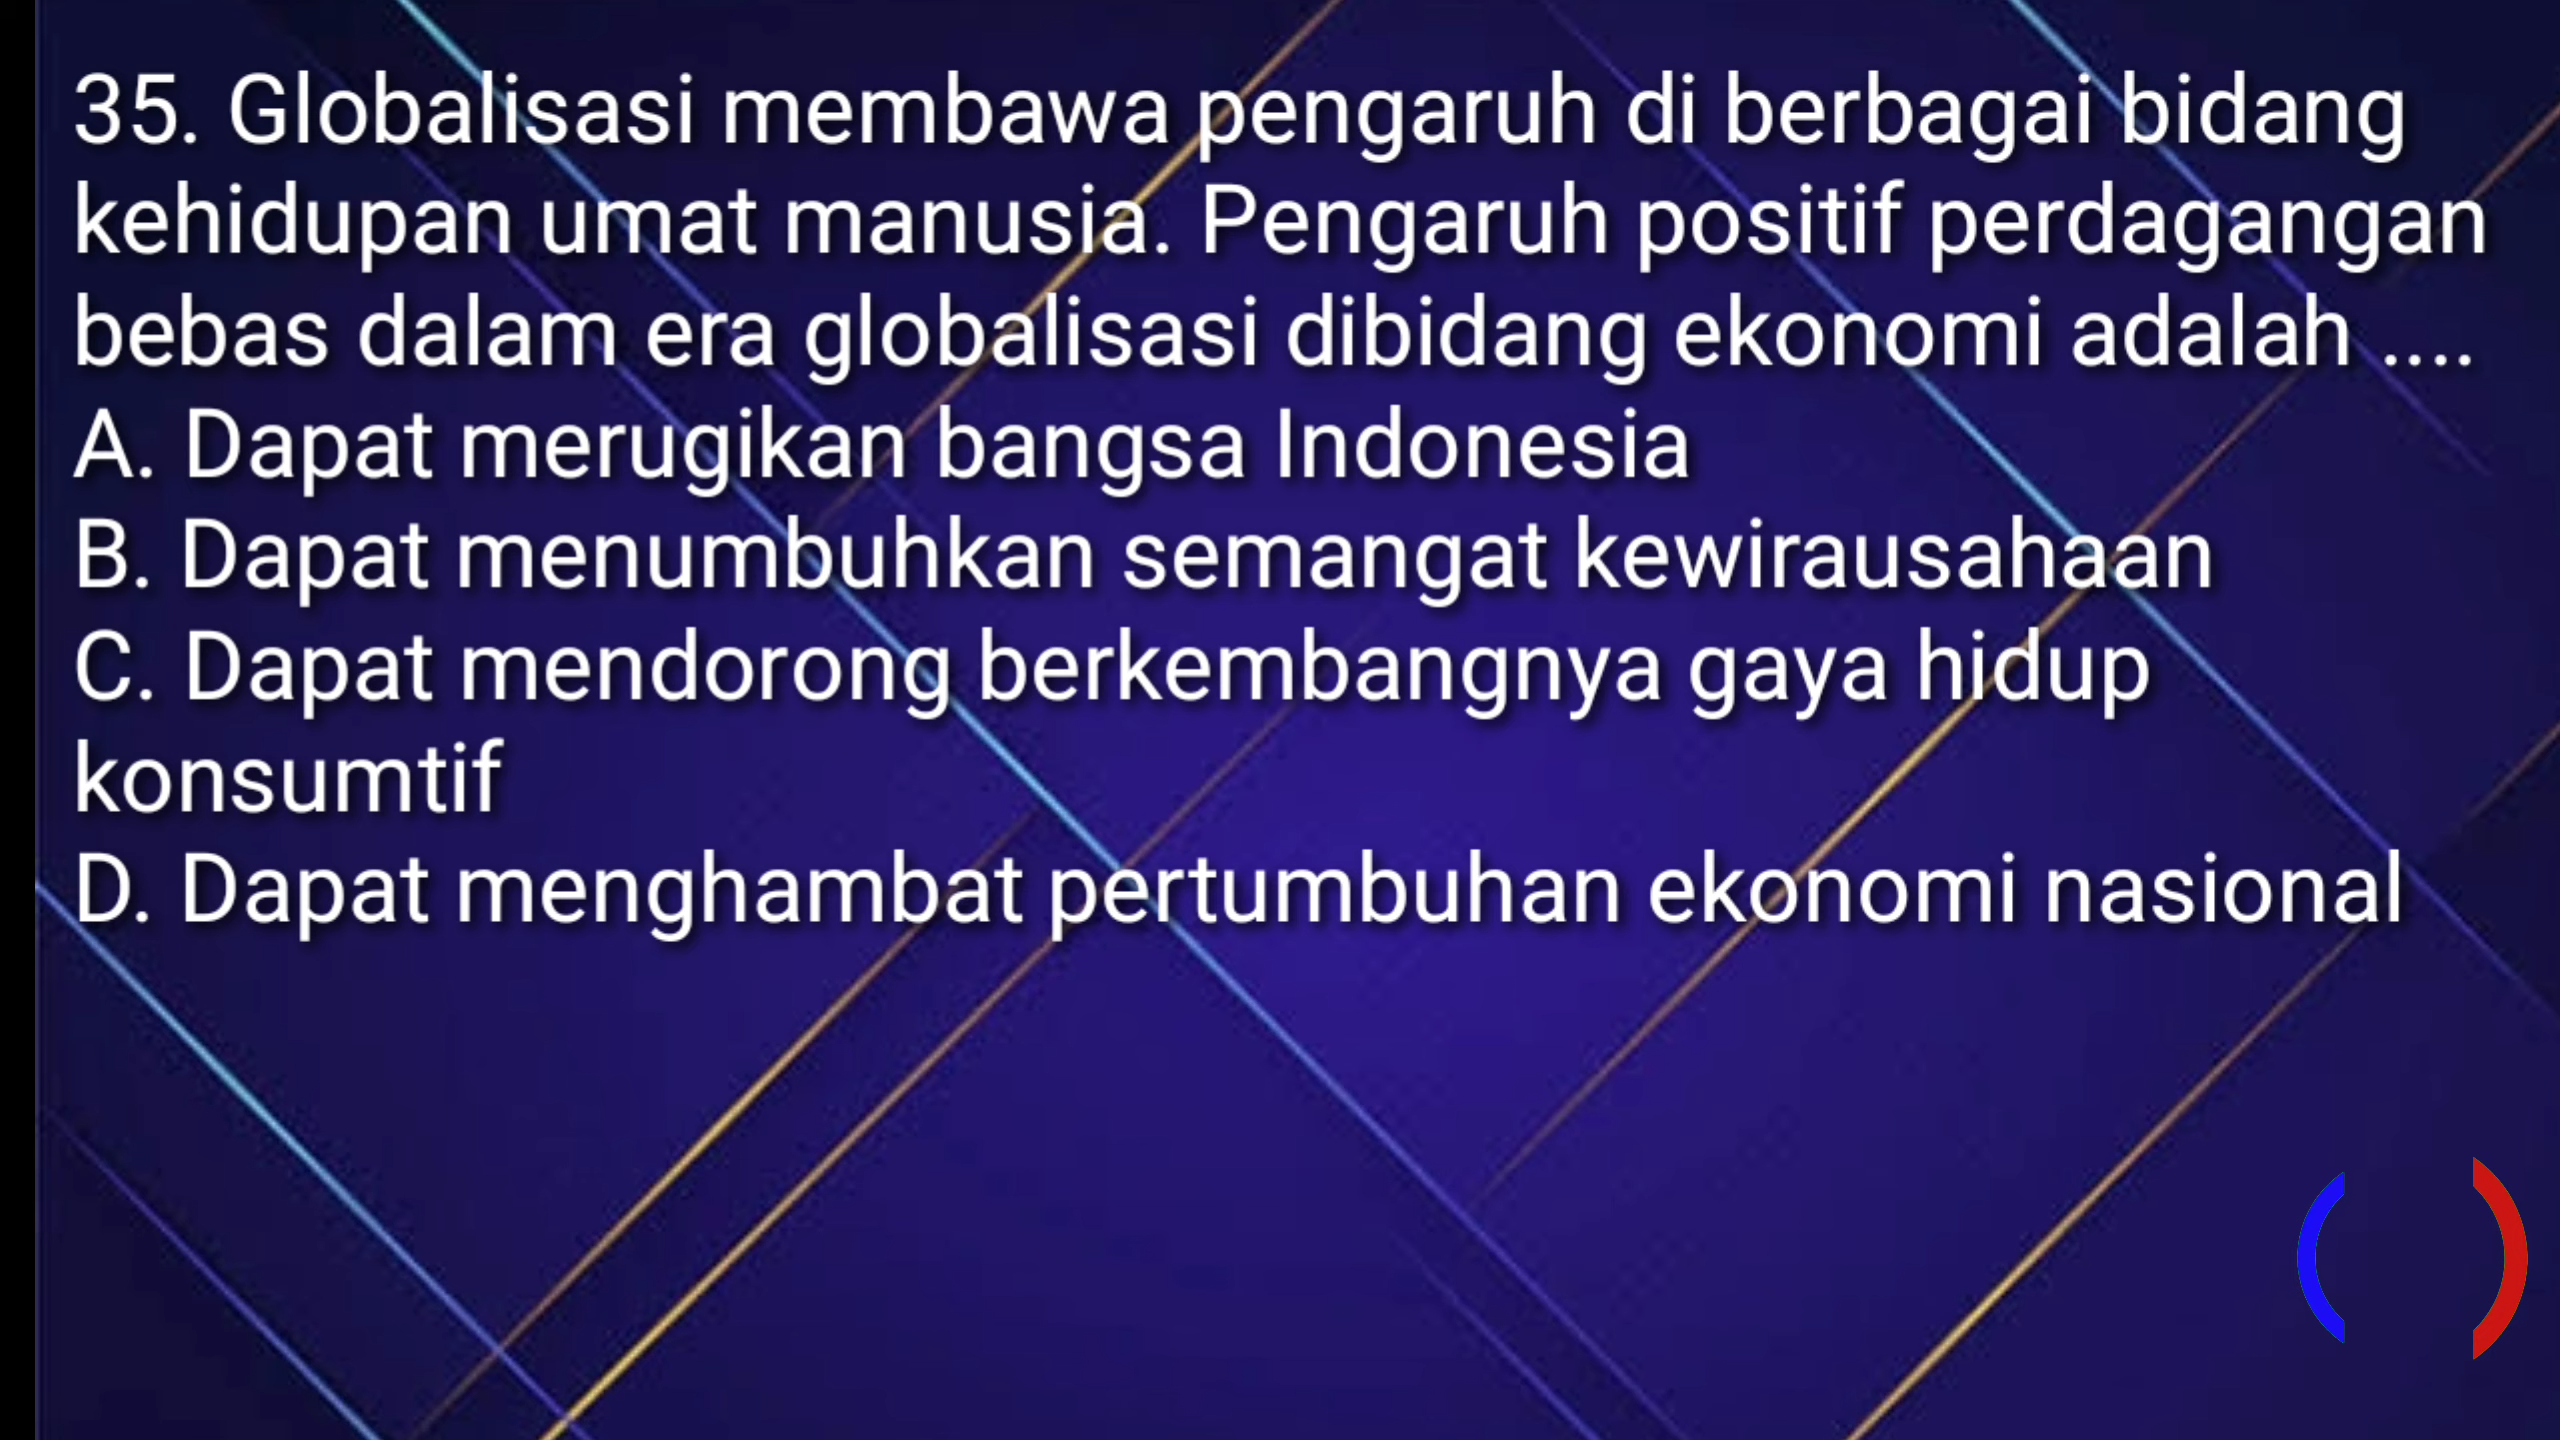 35. Globalisasi membawa pengaruh di berbagai bidang
kehidupan umat manusia. Pengaruh positif perdagangan
bebas dalam era globalisasi dibidang ekonomi adalah ....
A. Dapat merugikan bangsa Indonesia
B. Dapat menumbuhkan semangat kewirausahaan
C. Dapat mendorong berkembangnya gaya hidup
konsumtif
D. Dapat menghambat pertumbuhan ekonomi nasional